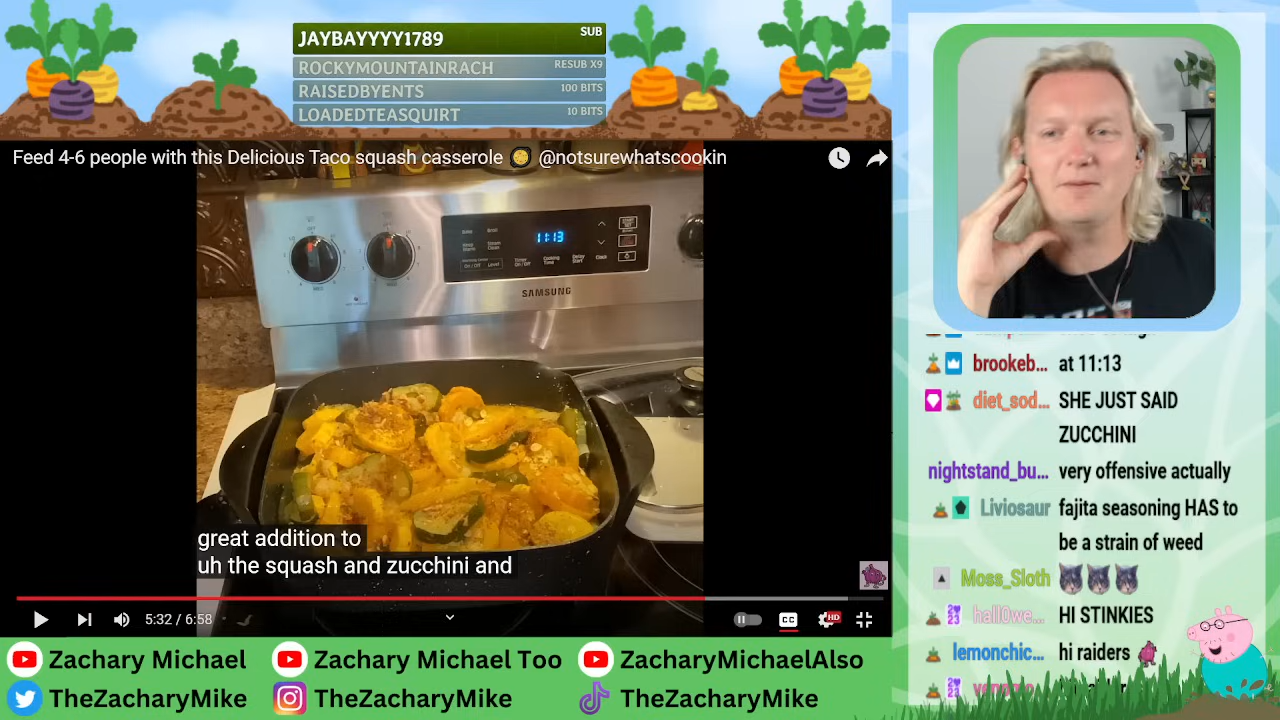 JAYBAYYYY1789 SUB
ROCKYMOUNTAINRACH RESUB X9
RAISEDBYENTS 100 BITS
LOADEDTEASQUIRT 10 BITS
Feed 4-6 people with this Delicious Taco squash casserole 🥘 @notsurewhatscookin
11:13
SAMSUNG
great addition to
uh the squash and zucchini and
5:32 / 6:58
CC
HD
brookeb... at 11:13
diet_sod... SHE JUST SAID
ZUCCHINI
nightstand_bu... very offensive actually
Liviosaur fajita seasoning HAS to
be a strain of weed
Moss_Sloth
hall0we... HI STINKIES
lemonchic... hi raiders
Zachary Michael
Zachary Michael Too
ZacharyMichaelAlso
TheZacharyMike
TheZacharyMike
TheZacharyMike